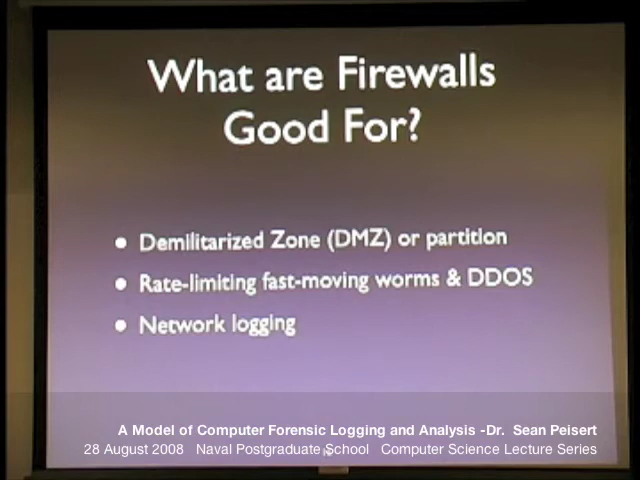 What are Firewalls
Good For?
• Demilitarized Zone (DMZ) or partition
• Rate-limiting fast-moving worms & DDOS
• Network logging
A Model of Computer Forensic Logging and Analysis -Dr. Sean Peisert
28 August 2008 Naval Postgraduate School Computer Science Lecture Series